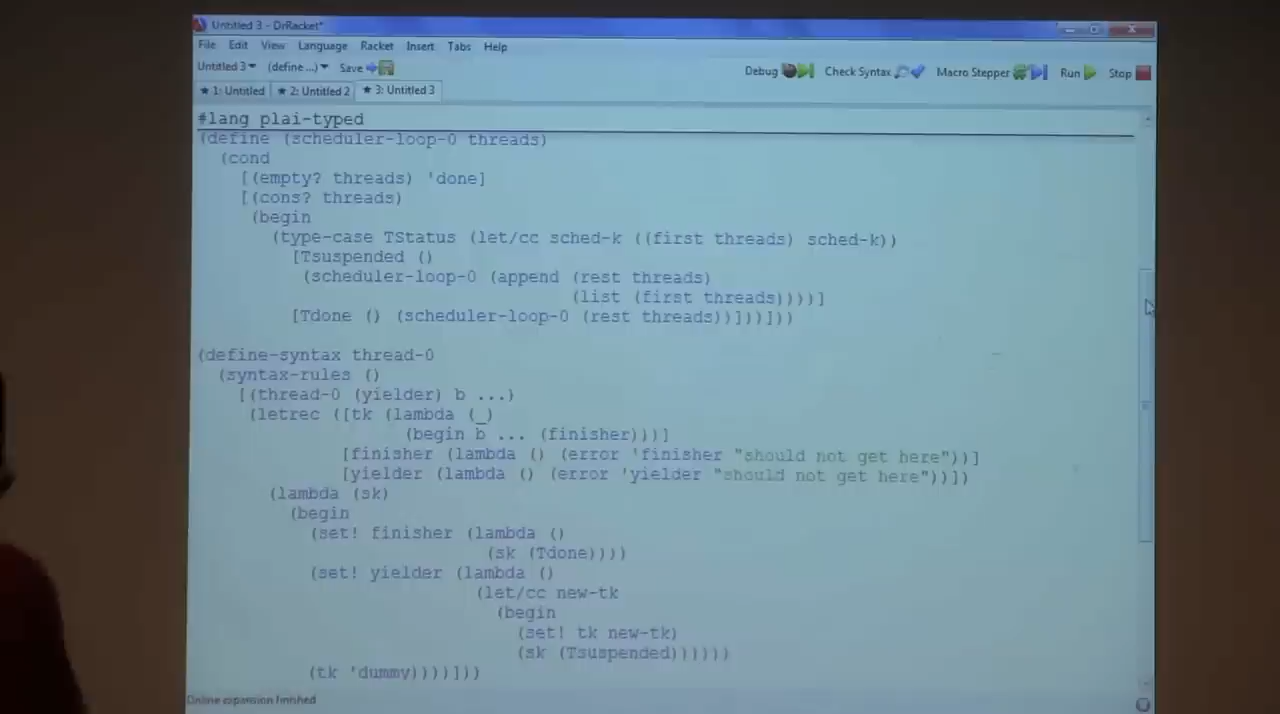 Untitled 3 - DrRacket*
File Edit View Language Racket Insert Tabs Help
Untitled 3 (define ...) Save Debug Check Syntax Macro Stepper Run Stop
★ 1: Untitled ★ 2: Untitled 2 ★ 3: Untitled 3
#lang plai-typed
(define (scheduler-loop-0 threads)
(cond
[(empty? threads) 'done]
[(cons? threads)
(begin
(type-case TStatus (let/cc sched-k ((first threads) sched-k))
[Tsuspended ()
(scheduler-loop-0 (append (rest threads)
(list (first threads))))]
[Tdone () (scheduler-loop-0 (rest threads))]))]))
(define-syntax thread-0
(syntax-rules ()
[(thread-0 (yielder) b ...)
(letrec ([tk (lambda (_)
(begin b ... (finisher)))]
[finisher (lambda () (error 'finisher "should not get here"))]
[yielder (lambda () (error 'yielder "should not get here"))])
(lambda (sk)
(begin
(set! finisher (lambda ()
(sk (Tdone))))
(set! yielder (lambda ()
(let/cc new-tk
(begin
(set! tk new-tk)
(sk (Tsuspended))))))
(tk 'dummy))))]))
Online expansion finished